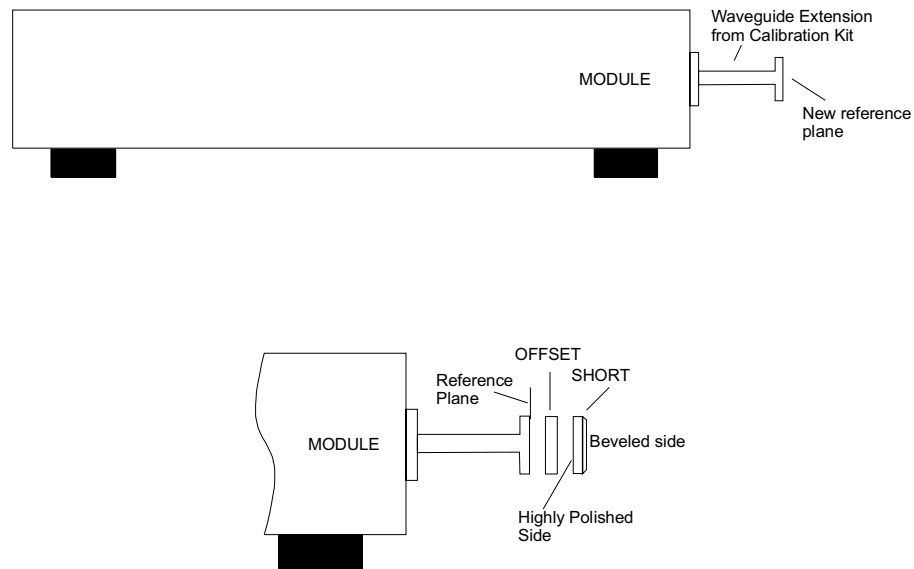 Waveguide Extension
from Calibration Kit
MODULE
New reference
plane
OFFSET
SHORT
Reference
Plane
MODULE
Beveled side
Highly Polished
Side